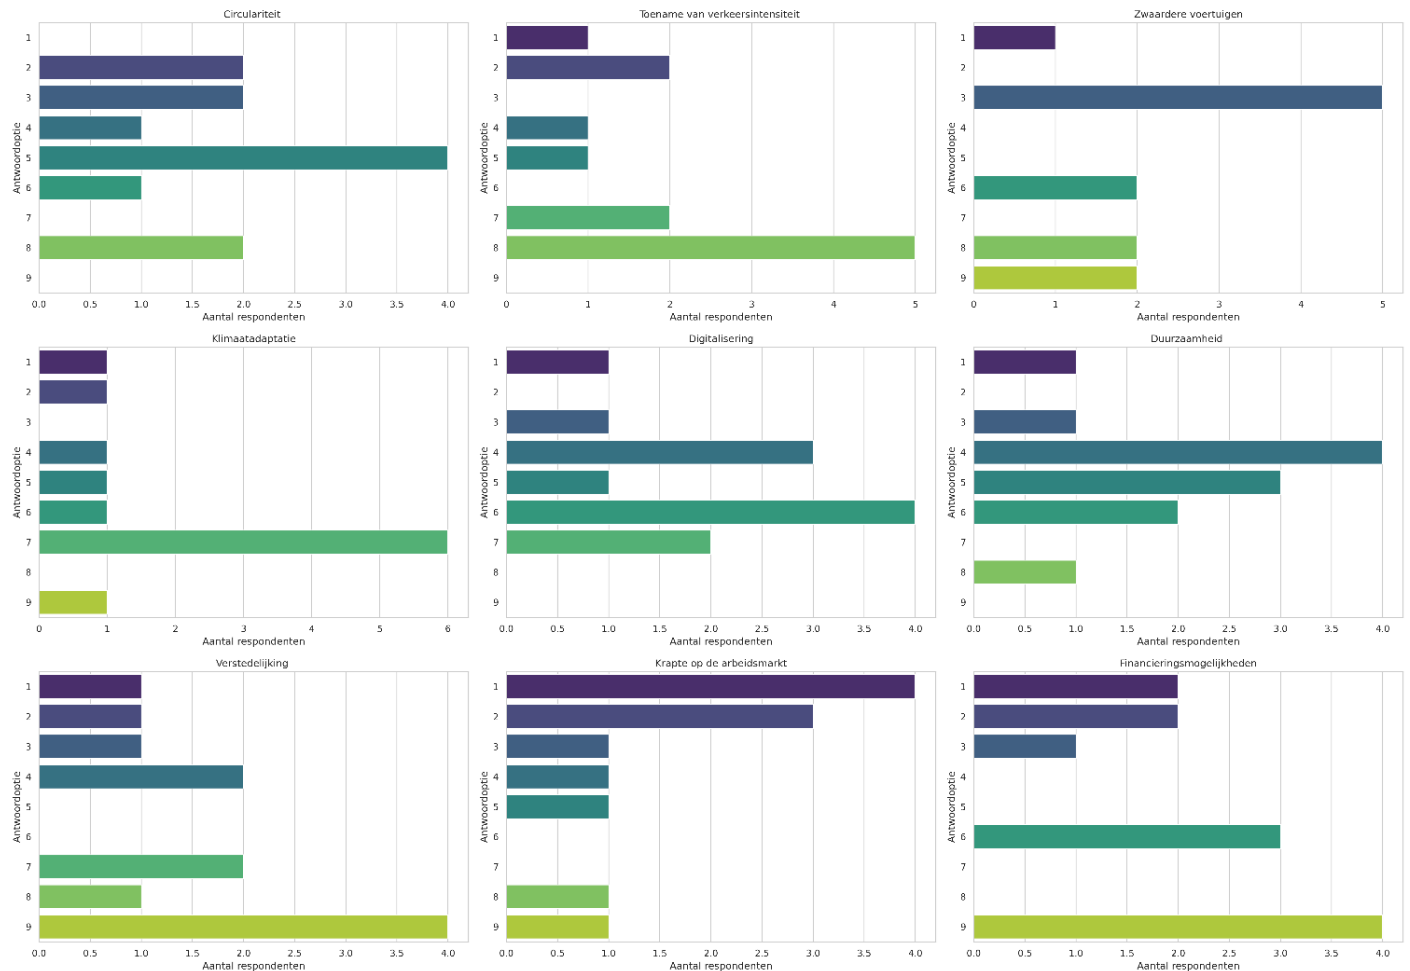 Circulariteit
Antwoordoptie
1
2
3
4
5
6
7
8
9
0.0 0.5 1.0 1.5 2.0 2.5 3.0 3.5 4.0
Aantal respondenten
Toename van verkeersintensiteit
Antwoordoptie
1
2
3
4
5
6
7
8
9
0 1 2 3 4 5
Aantal respondenten
Zwaardere voertuigen
Antwoordoptie
1
2
3
4
5
6
7
8
9
0 1 2 3 4 5
Aantal respondenten
Klimaatadaptatie
Antwoordoptie
1
2
3
4
5
6
7
8
9
0 1 2 3 4 5 6
Aantal respondenten
Digitalisering
Antwoordoptie
1
2
3
4
5
6
7
8
9
0.0 0.5 1.0 1.5 2.0 2.5 3.0 3.5 4.0
Aantal respondenten
Duurzaamheid
Antwoordoptie
1
2
3
4
5
6
7
8
9
0.0 0.5 1.0 1.5 2.0 2.5 3.0 3.5 4.0
Aantal respondenten
Verstedelijking
Antwoordoptie
1
2
3
4
5
6
7
8
9
0.0 0.5 1.0 1.5 2.0 2.5 3.0 3.5 4.0
Aantal respondenten
Krapte op de arbeidsmarkt
Antwoordoptie
1
2
3
4
5
6
7
8
9
0.0 0.5 1.0 1.5 2.0 2.5 3.0 3.5 4.0
Aantal respondenten
Financieringsmogelijkheden
Antwoordoptie
1
2
3
4
5
6
7
8
9
0.0 0.5 1.0 1.5 2.0 2.5 3.0 3.5 4.0
Aantal respondenten